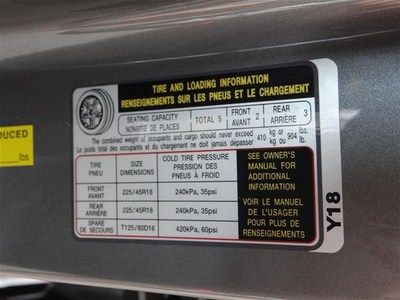 TIRE AND LOADING INFORMATION
RENSEIGNEMENTS SUR LES PNEUS ET LE CHARGEMENT
SEATING CAPACITY TOTAL 5 FRONT 2 REAR 3
NOMBRE DE PLACES AVANT ARRIÈRE
The combined weight of occupants and cargo should never exceed 410 kg or 904 lbs.
Le poids total des occupants et du chargement ne doit jamais dépasser kg ou lb.
DUCED
lbs
TIRE SIZE COLD TIRE PRESSURE
PNEU DIMENSIONS PRESSION DES
PNEUS À FROID
FRONT
AVANT 225/45R18 240kPa, 35psi
REAR
ARRIÈRE 225/45R18 240kPa, 35psi
SPARE
DE SECOURS T125/80D16 420kPa, 60psi
SEE OWNER'S
MANUAL FOR
ADDITIONAL
INFORMATION
VOIR LE MANUEL
DE L'USAGER
POUR PLUS DE
RENSEIGNEMENTS
Y18